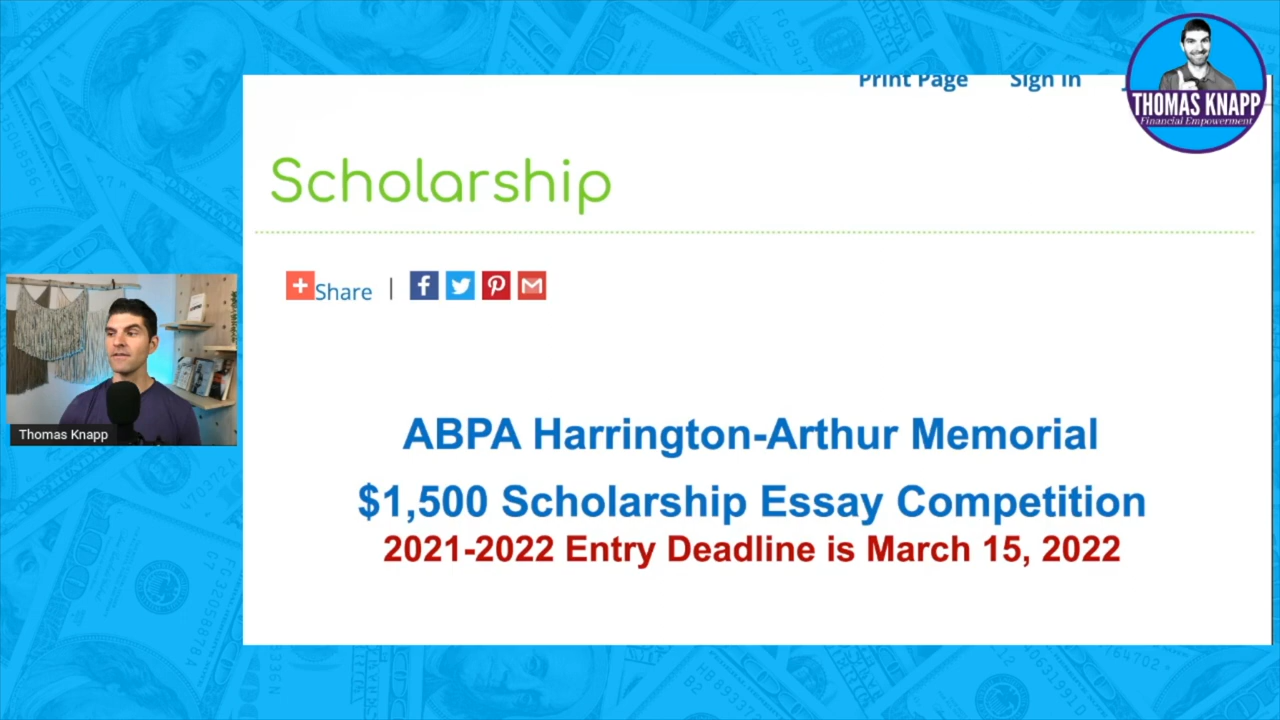 Print Page Sign In
THOMAS KNAPP
Financial Empowerment
Scholarship
Share |
ABPA Harrington-Arthur Memorial
$1,500 Scholarship Essay Competition
2021-2022 Entry Deadline is March 15, 2022
Thomas Knapp